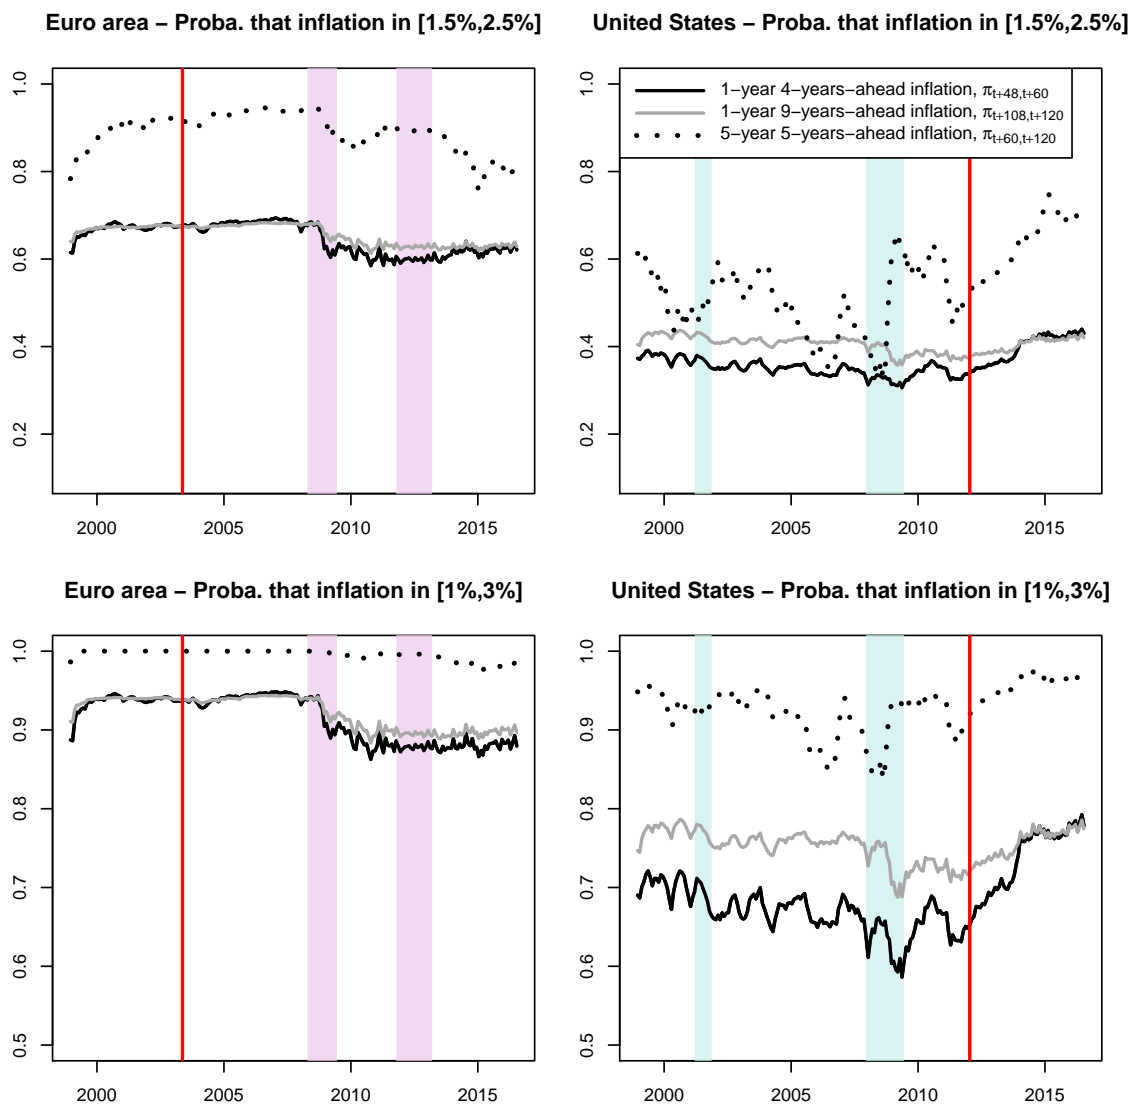 Euro area − Proba. that inflation in [1.5%,2.5%]
1.0
0.8
0.6
0.4
0.2
2000 2005 2010 2015
United States − Proba. that inflation in [1.5%,2.5%]
1−year 4−years−ahead inflation, πt+48,t+60
1−year 9−years−ahead inflation, πt+108,t+120
5−year 5−years−ahead inflation, πt+60,t+120
1.0
0.8
0.6
0.4
0.2
2000 2005 2010 2015
Euro area − Proba. that inflation in [1%,3%]
1.0
0.9
0.8
0.7
0.6
0.5
2000 2005 2010 2015
United States − Proba. that inflation in [1%,3%]
1.0
0.9
0.8
0.7
0.6
0.5
2000 2005 2010 2015